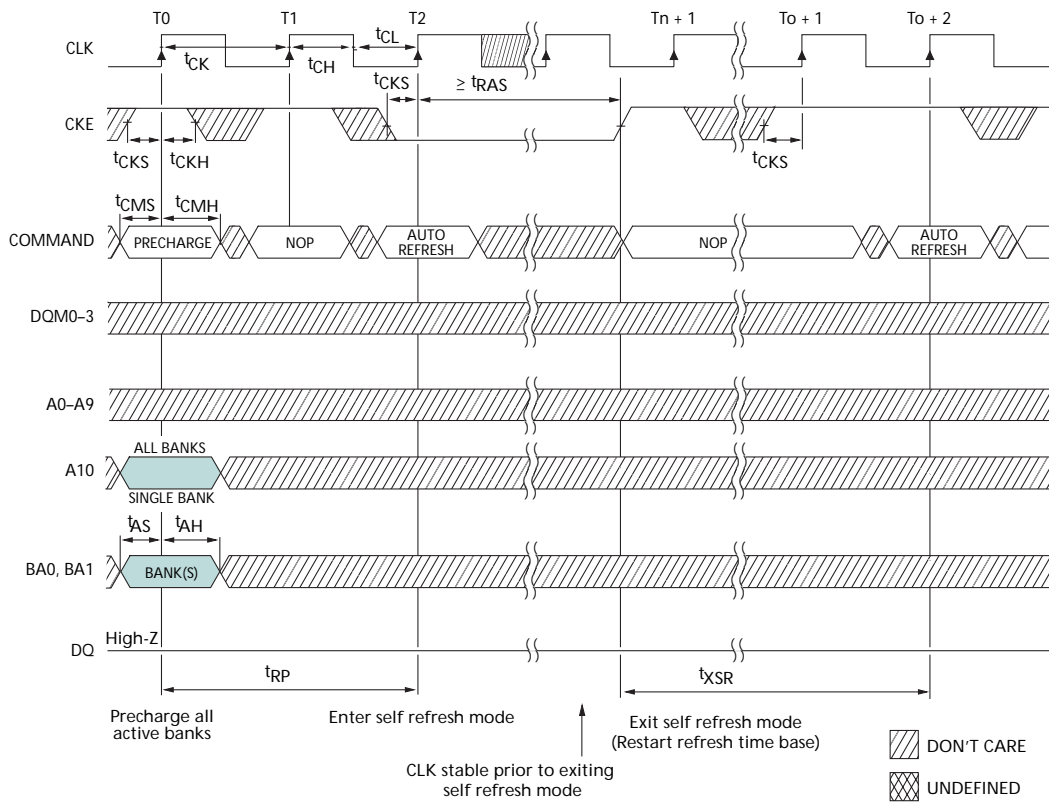 T0 T1 T2 Tn + 1 To + 1 To + 2
CLK
tCK tCH tCL
tCKS ≥ tRAS
CKE
tCKS tCKH tCKS
tCMS tCMH
COMMAND PRECHARGE NOP AUTO REFRESH NOP AUTO REFRESH
DQM0–3
A0–A9
ALL BANKS
A10
SINGLE BANK
tAS tAH
BA0, BA1 BANK(S)
High-Z
DQ
tRP tXSR
Precharge all
active banks
Enter self refresh mode
CLK stable prior to exiting
self refresh mode
Exit self refresh mode
(Restart refresh time base)
DON'T CARE
UNDEFINED